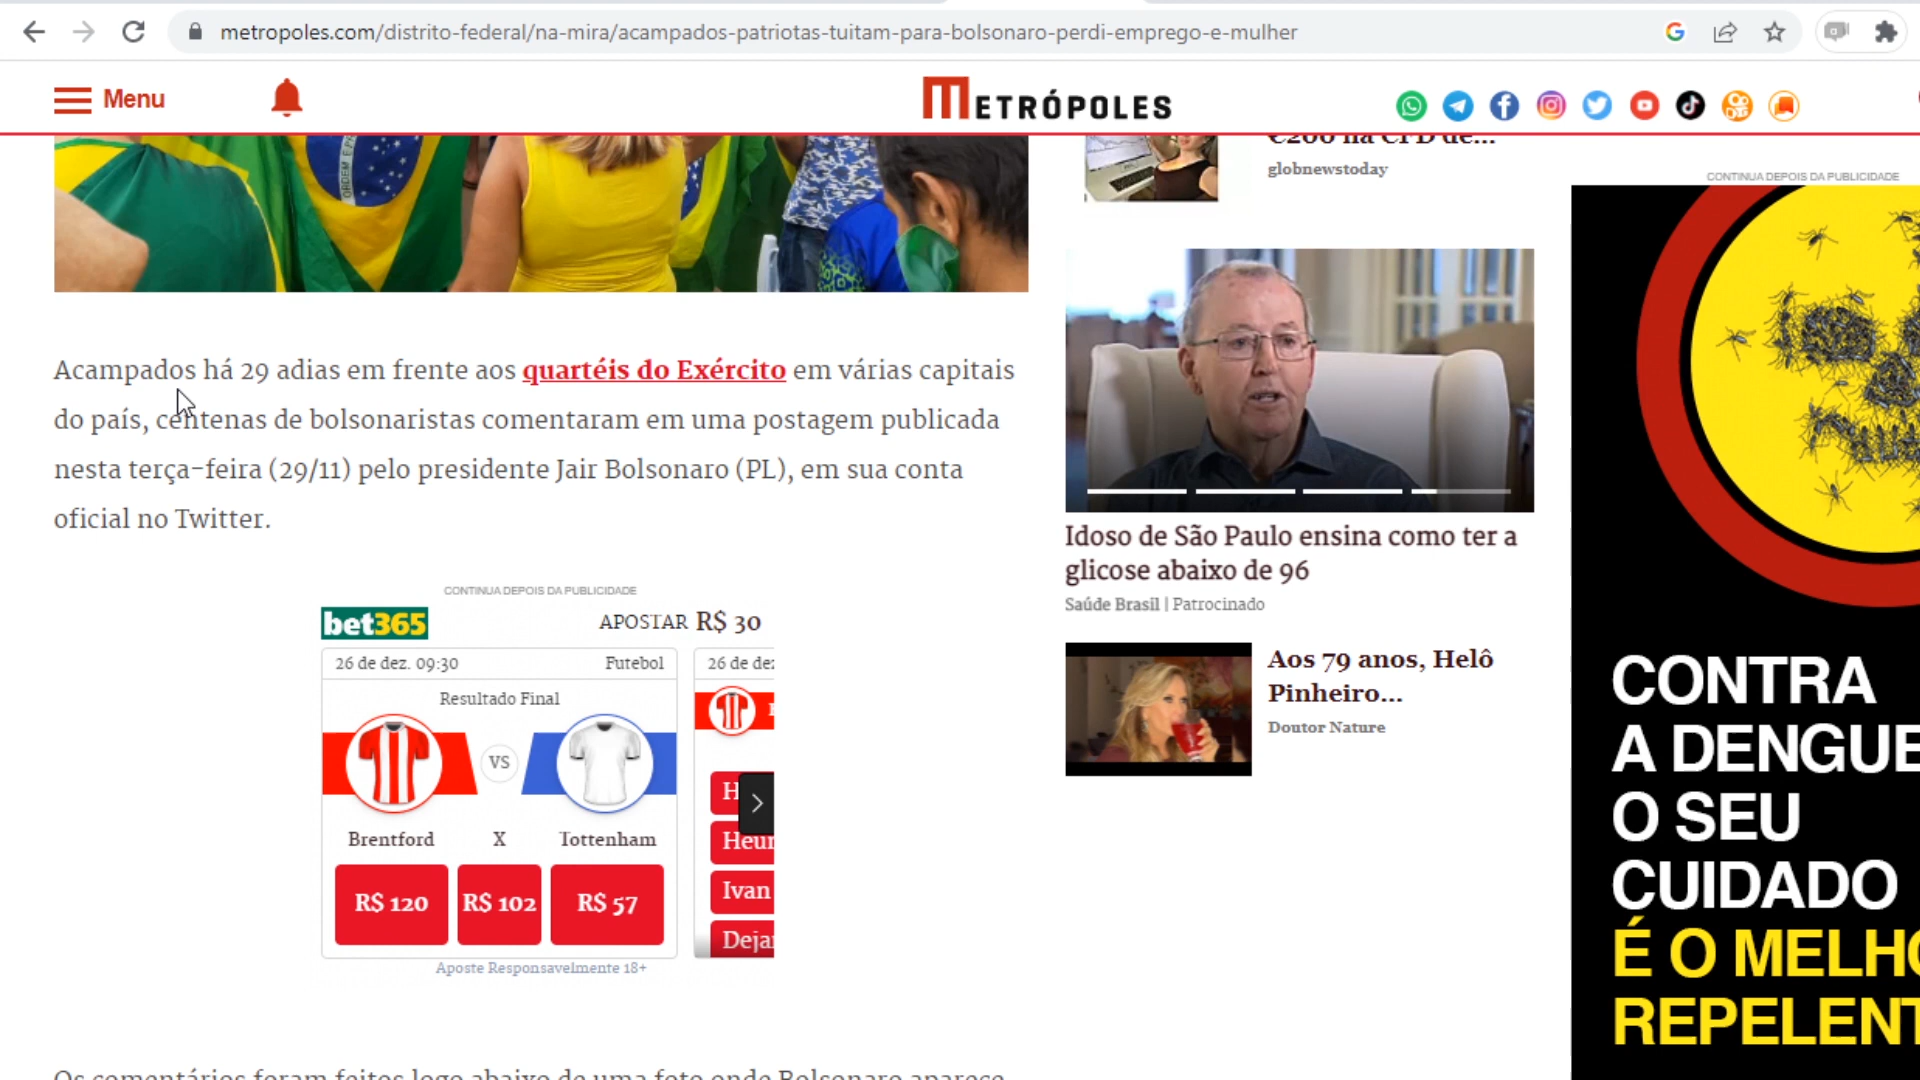 metropoles.com/distrito-federal/na-mira/acampados-patriotas-tuitam-para-bolsonaro-perdi-emprego-e-mulher
Menu
METRÓPOLES
ORDEM E P
Acampados há 29 adias em frente aos quartéis do Exército em várias capitais
do país, centenas de bolsonaristas comentaram em uma postagem publicada
nesta terça-feira (29/11) pelo presidente Jair Bolsonaro (PL), em sua conta
oficial no Twitter.
CONTINUA DEPOIS DA PUBLICIDADE
bet365
APOSTAR R$ 30
26 de dez. 09:30 Futebol
Resultado Final
VS
Brentford X Tottenham
R$ 120 R$ 102 R$ 57
26 de dez
H
Heur
Ivan
Dejar
Aposte Responsavelmente 18+
Os comentários foram feitos logo abaixo de uma foto onde Bolsonaro aparece
€200 na CFD de...
globnewstoday
Idoso de São Paulo ensina como ter a
glicose abaixo de 96
Saúde Brasil | Patrocinado
Aos 79 anos, Helô
Pinheiro...
Doutor Nature
CONTINUA DEPOIS DA PUBLICIDADE
CONTRA
A DENGUE
O SEU
CUIDADO
É O MELHO
REPELENT